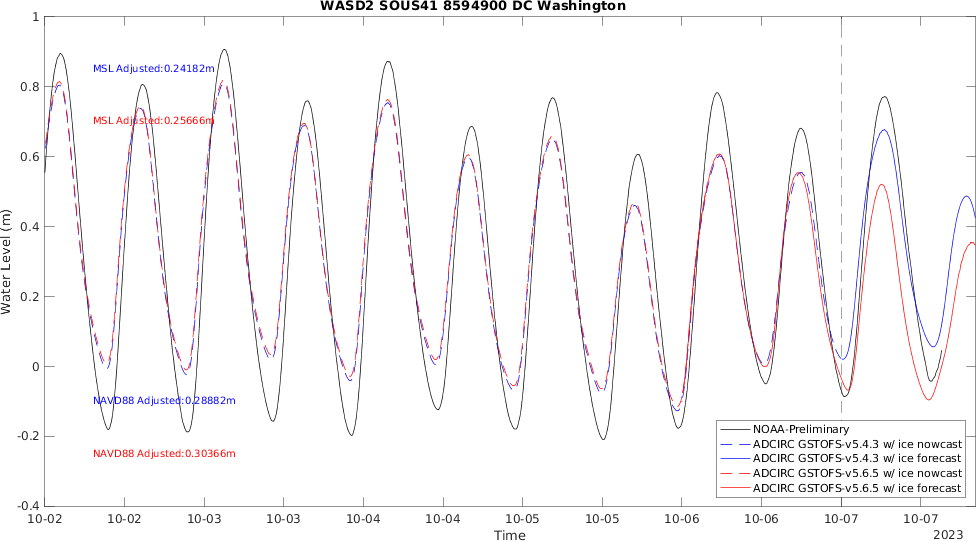 WASD2 SOUS41 8594900 DC Washington
1
0.8
0.6
0.4
0.2
0
-0.2
-0.4
Water Level (m)
MSL Adjusted:0.24182m
MSL Adjusted:0.25666m
NAVD88 Adjusted:0.28882m
NAVD88 Adjusted:0.30366m
NOAA-Preliminary
ADCIRC GSTOFS-v5.4.3 w/ ice nowcast
ADCIRC GSTOFS-v5.4.3 w/ ice forecast
ADCIRC GSTOFS-v5.6.5 w/ ice nowcast
ADCIRC GSTOFS-v5.6.5 w/ ice forecast
10-02 10-02 10-03 10-03 10-04 10-04 10-05 10-05 10-06 10-06 10-07 10-07
Time
2023